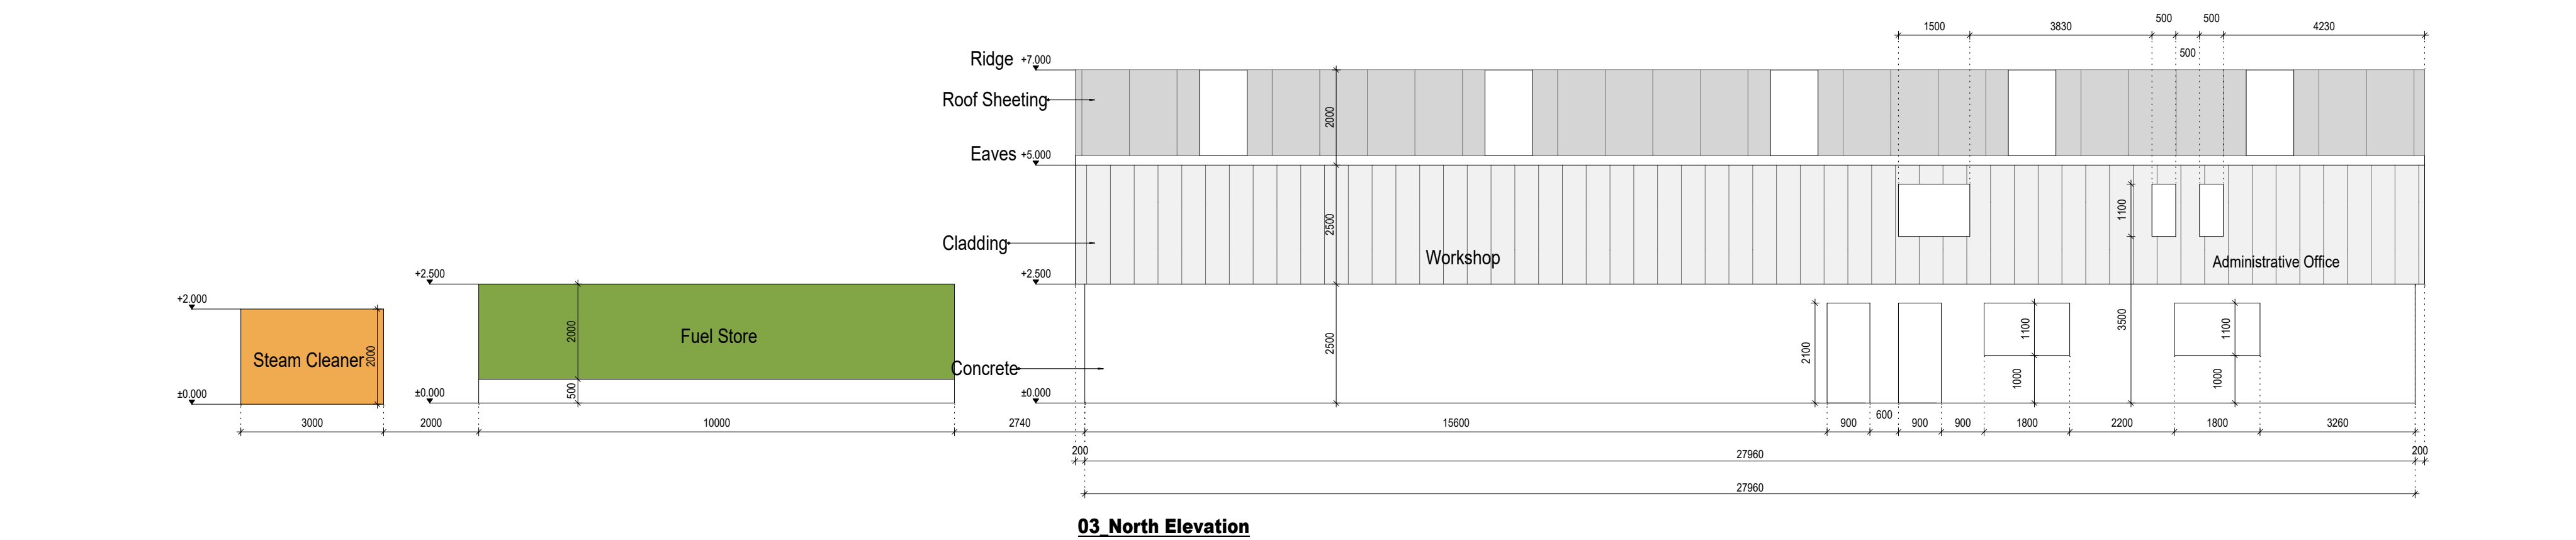 500 500
1500 3830 4230
500
Ridge +7.000
Roof Sheeting
2000
Eaves +5.000
1100
2500
Cladding
Workshop
Administrative Office
+2.500 +2.500
+2.000
Steam Cleaner 2000
Fuel Store 2000
500
Concrete
2500
2100
1100
3500
1100
1000
1000
±0.000 ±0.000 ±0.000
600
3000 2000 10000 2740 15600 900 900 900 1800 2200 1800 3260
200 27960 200
27960
03_North Elevation